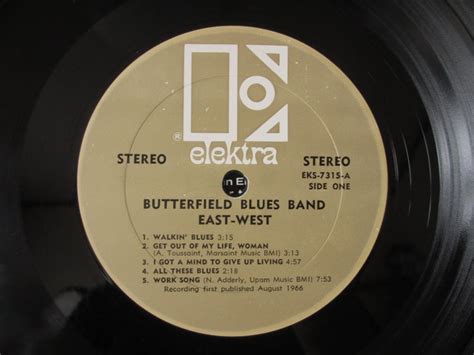 ® elektra
STEREO
STEREO
EKS-7315-A
SIDE ONE
BUTTERFIELD BLUES BAND
EAST-WEST
1. WALKIN' BLUES 3:15
2. GET OUT OF MY LIFE, WOMAN
(A. Toussaint, Marsaint Music BMI) 3:13
3. I GOT A MIND TO GIVE UP LIVING 4:57
4. ALL THESE BLUES 2:18
5. WORK SONG (N. Adderly, Upam Music BMI) 7:53
Recording first published August 1966